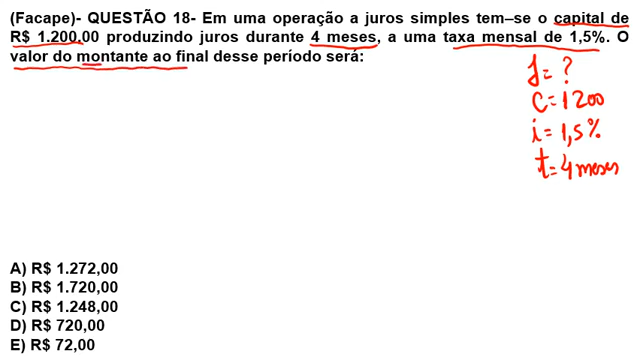 (Facape)- QUESTÃO 18- Em uma operação a juros simples tem–se o capital de
R$ 1.200,00 produzindo juros durante 4 meses, a uma taxa mensal de 1,5%. O
valor do montante ao final desse período será:
J = ?
C = 1200
i = 1,5%
t = 4 meses
A) R$ 1.272,00
B) R$ 1.720,00
C) R$ 1.248,00
D) R$ 720,00
E) R$ 72,00